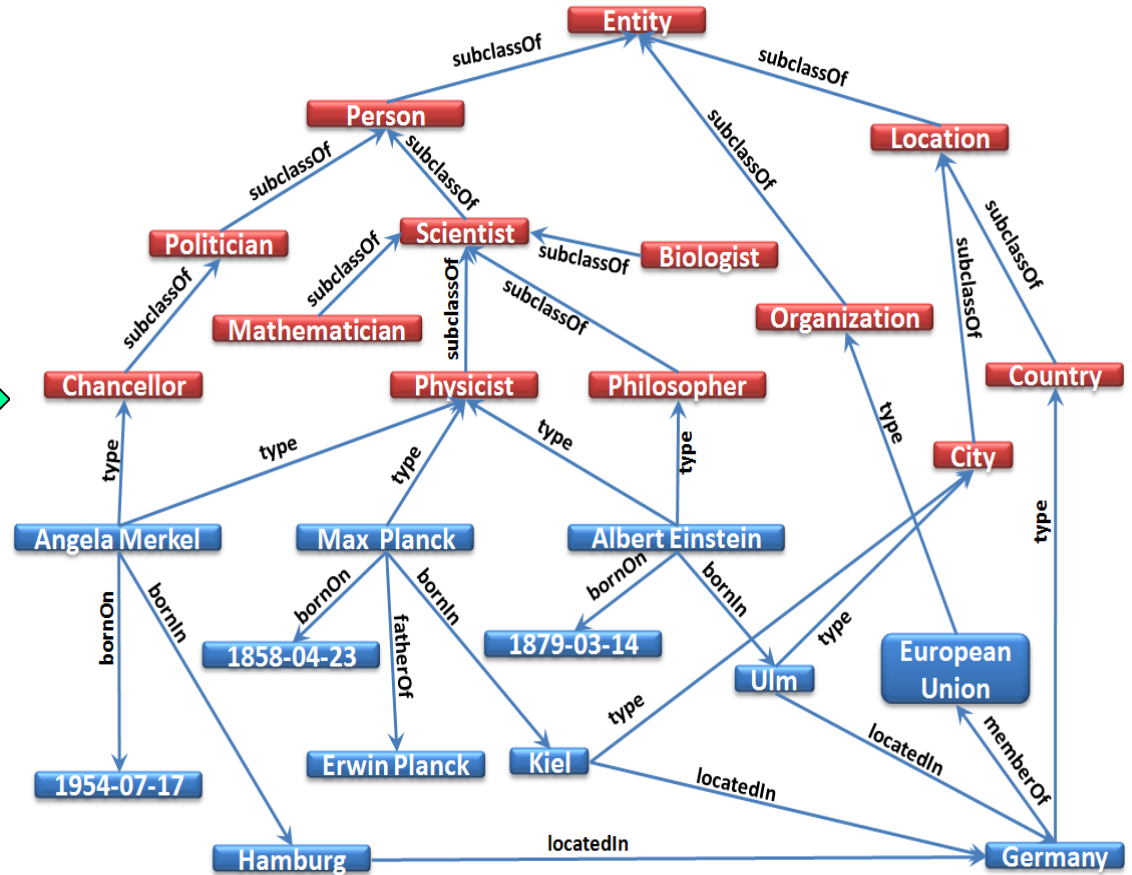 Entity
subclassOf
subclassOf
Person
subclassOf
Location
subclassOf
subclassOf
subclassOf
Politician
Scientist
subclassOf
Biologist
subclassOf
subclassOf
subclassOf
Mathematician
subclassOf
subclassOf
Organization
subclassOf
Chancellor
Physicist
Philosopher
Country
type
type
type
type
type
type
City
type
Angela Merkel
Max Planck
Albert Einstein
bornOn
bornIn
bornOn
bornIn
bornOn
bornIn
fatherOf
1858-04-23
1879-03-14
type
European
Union
Ulm
type
locatedIn
memberOf
1954-07-17
Erwin Planck
Kiel
locatedIn
Hamburg
locatedIn
Germany